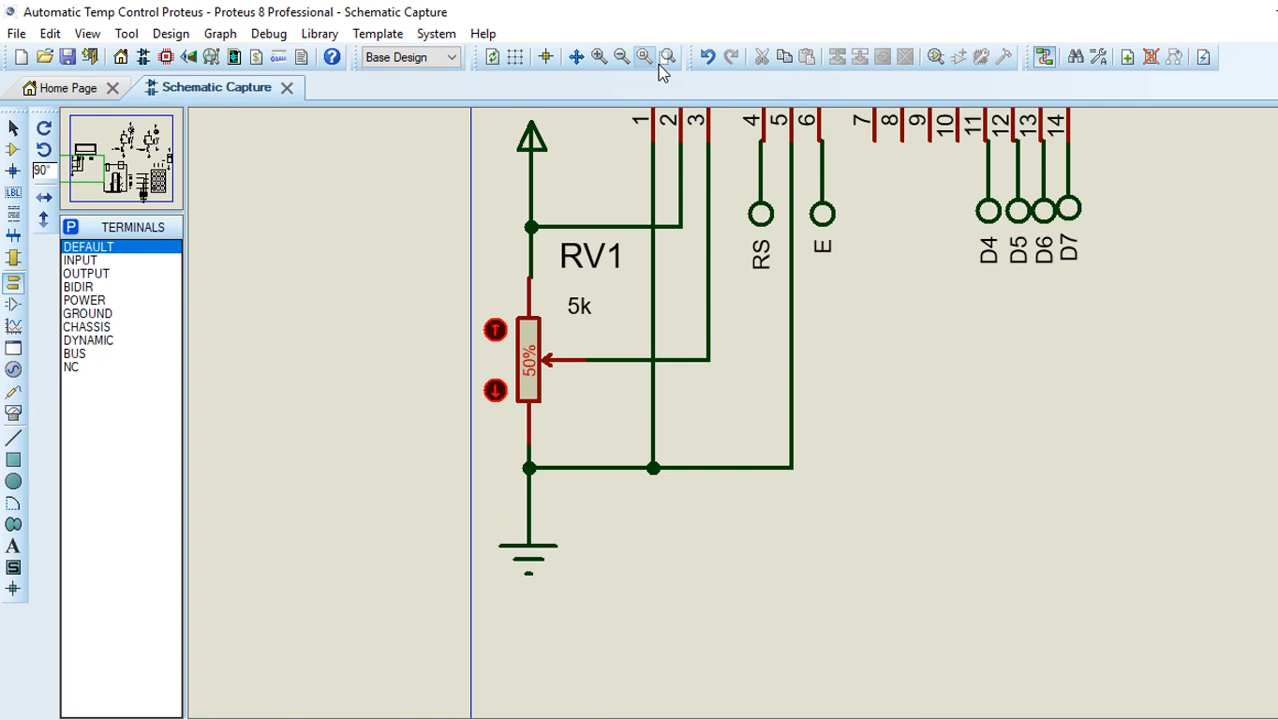 Automatic Temp Control Proteus - Proteus 8 Professional - Schematic Capture
File Edit View Tool Design Graph Debug Library Template System Help
Base Design
Home Page Schematic Capture
90°
LBL
A
S
P TERMINALS
DEFAULT
INPUT
OUTPUT
BIDIR
POWER
GROUND
CHASSIS
DYNAMIC
BUS
NC
1 2 3 4 5 6 7 8 9 10 11 12 13 14
RS E D4 D5 D6 D7
RV1
5k
50%